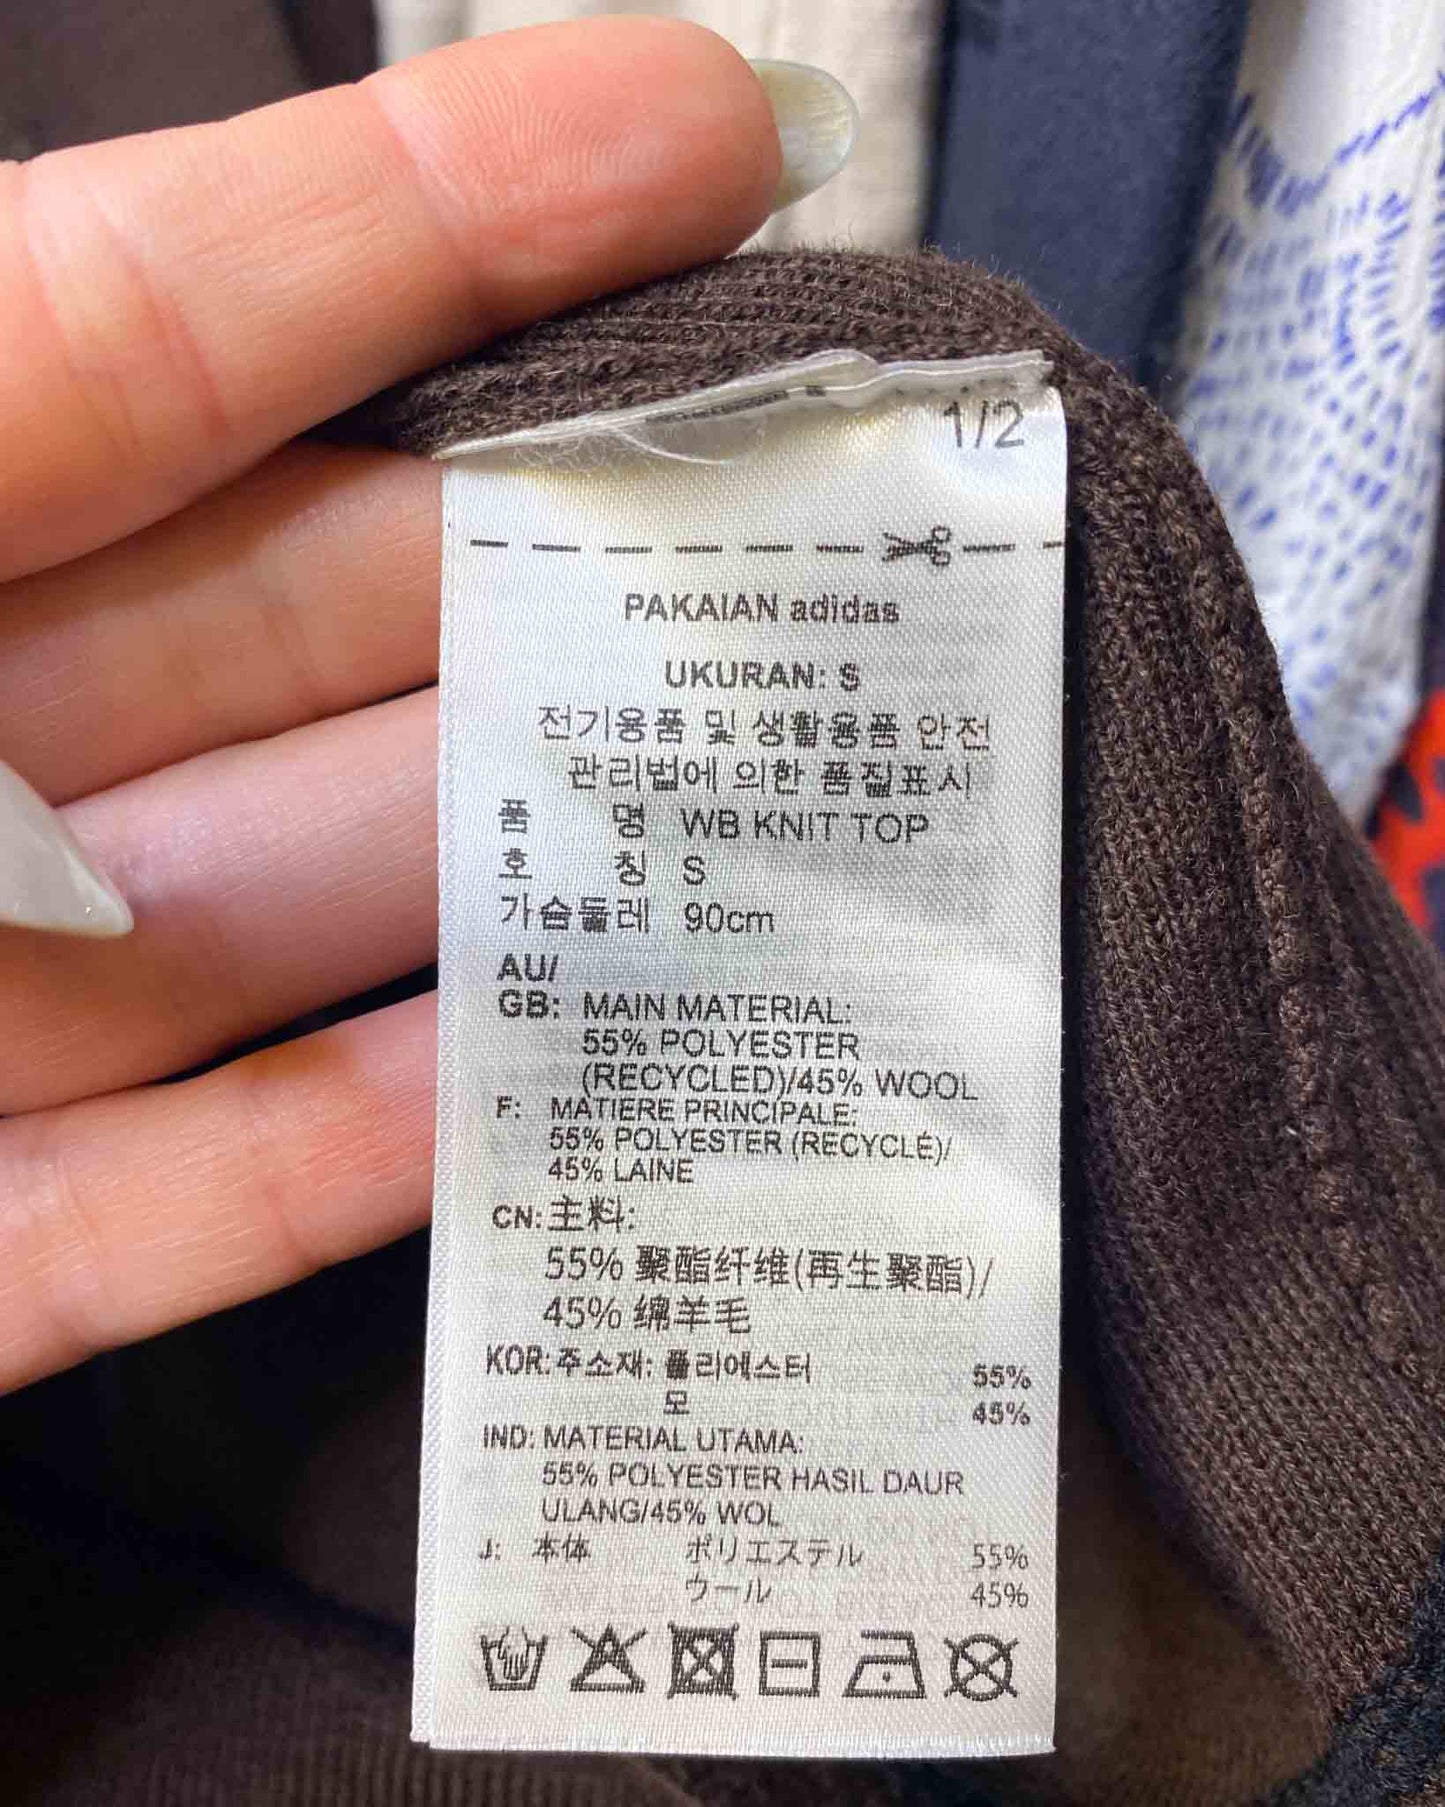 1/2
PAKAIAN adidas
UKURAN: S
전기용품 및 생활용품 안전
관리법에 의한 품질표시
품 명 WB KNIT TOP
호 칭 S
가슴둘레 90cm
AU/
GB: MAIN MATERIAL:
55% POLYESTER
(RECYCLED)/45% WOOL
F: MATIERE PRINCIPALE:
55% POLYESTER (RECYCLÉ)/
45% LAINE
CN: 主料:
55% 聚酯纤维(再生聚酯)/
45% 绵羊毛
KOR: 주소재: 폴리에스터 55%
모 45%
IND: MATERIAL UTAMA:
55% POLYESTER HASIL DAUR
ULANG/45% WOL
J: 本体 ポリエステル 55%
ウール 45%